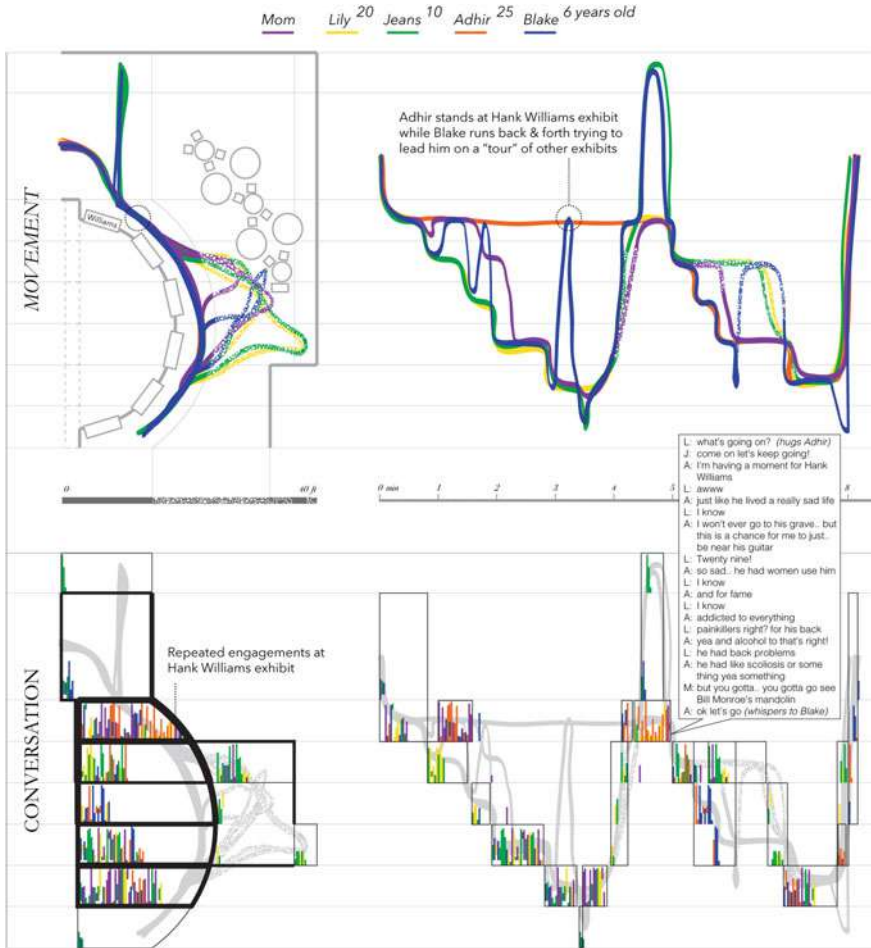 Mom Lily 20 Jeans 10 Adhir 25 Blake 6 years old
MOVEMENT
Williams
Adhir stands at Hank Williams exhibit
while Blake runs back & forth trying to
lead him on a "tour" of other exhibits
0 40 ft
0 min 1 2 3 4 5 8
L: what's going on? (hugs Adhir)
J: come on let's keep going!
A: I'm having a moment for Hank
Williams
L: awww
A: just like he lived a really sad life
L: I know
A: I won't ever go to his grave.. but
this is a chance for me to just..
be near his guitar
L: Twenty nine!
A: so sad.. he had women use him
L: I know
A: and for fame
L: I know
A: addicted to everything
L: painkillers right? for his back
A: yea and alcohol to that's right!
L: he had back problems
A: he had like scoliosis or some
thing yea something
M: but you gotta.. you gotta go see
Bill Monroe's mandolin
A: ok let's go (whispers to Blake)
CONVERSATION
Repeated engagements at
Hank Williams exhibit